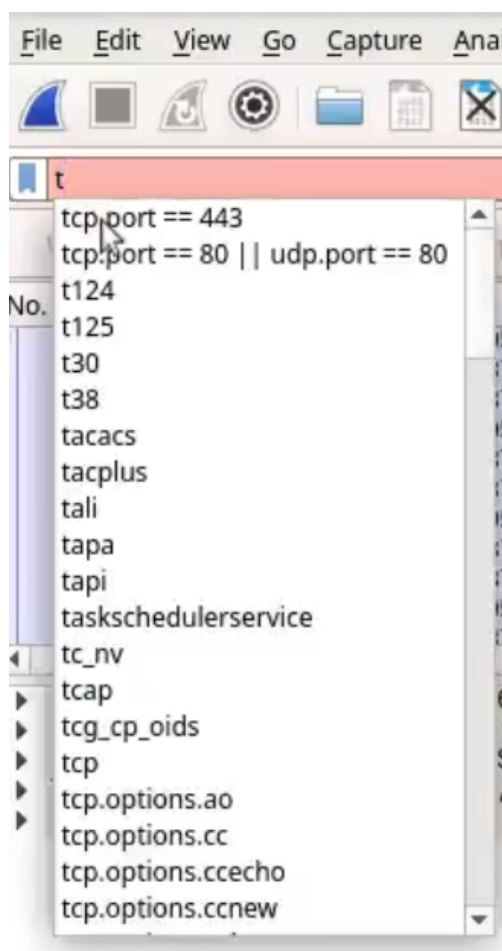 File Edit View Go Capture Ana
t
tcp.port == 443
tcp.port == 80 || udp.port == 80
No.
t124
t125
t30
t38
tacacs
tacplus
tali
tapa
tapi
taskschedulerservice
tc_nv
tcap
tcg_cp_oids
tcp
tcp.options.ao
tcp.options.cc
tcp.options.ccecho
tcp.options.ccnew